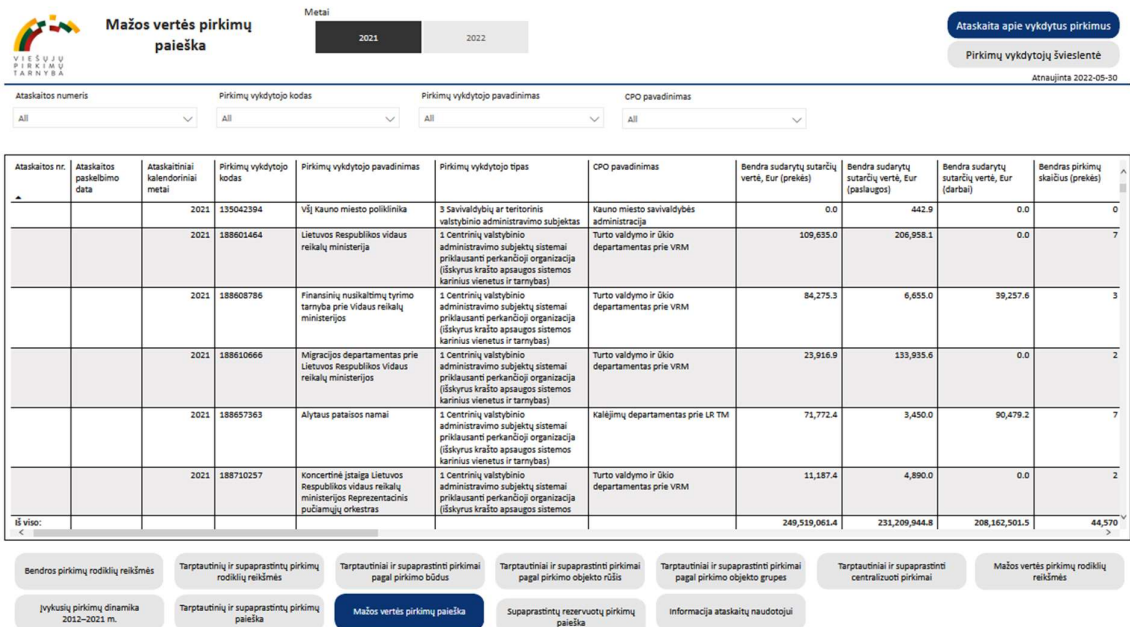 VIEŠŲJŲ
PIRKIMŲ
TARNYBA
Mažos vertės pirkimų
paieška
Metai
2021
2022
Ataskaita apie vykdytus pirkimus
Pirkimų vykdytojų švieslentė
Atnaujinta 2022-05-30
Ataskaitos numeris
Pirkimų vykdytojo kodas
Pirkimų vykdytojo pavadinimas
CPO pavadinimas
All
All
All
All
Ataskaitos nr.
Ataskaitos
paskelbimo
data
Ataskaitiniai
kalendoriniai
metai
Pirkimų vykdytojo
kodas
Pirkimų vykdytojo pavadinimas
Pirkimų vykdytojo tipas
CPO pavadinimas
Bendra sudarytų sutarčių
vertė, Eur (prekės)
Bendra sudarytų
sutarčių vertė, Eur
(paslaugos)
Bendra sudarytų
sutarčių vertė, Eur
(darbai)
Bendras pirkimų
skaičius (prekės)
2021
135042394
VšĮ Kauno miesto poliklinika
3 Savivaldybių ar teritorinis
valstybinio administravimo subjektas
Kauno miesto savivaldybės
administracija
0.0
442.9
0.0
0
2021
188601464
Lietuvos Respublikos vidaus
reikalų ministerija
1 Centrinių valstybinio
administravimo subjektų sistemai
priklausanti perkančioji organizacija
(išskyrus krašto apsaugos sistemos
karinius vienetus ir tarnybas)
Turto valdymo ir ūkio
departamentas prie VRM
109,635.0
206,958.1
0.0
7
2021
188608786
Finansinių nusikaltimų tyrimo
tarnyba prie Vidaus reikalų
ministerijos
1 Centrinių valstybinio
administravimo subjektų sistemai
priklausanti perkančioji organizacija
(išskyrus krašto apsaugos sistemos
karinius vienetus ir tarnybas)
Turto valdymo ir ūkio
departamentas prie VRM
84,275.3
6,655.0
39,257.6
3
2021
188610666
Migracijos departamentas prie
Lietuvos Respublikos Vidaus
reikalų ministerijos
1 Centrinių valstybinio
administravimo subjektų sistemai
priklausanti perkančioji organizacija
(išskyrus krašto apsaugos sistemos
karinius vienetus ir tarnybas)
Turto valdymo ir ūkio
departamentas prie VRM
23,916.9
133,935.6
0.0
2
2021
188657363
Alytaus pataisos namai
1 Centrinių valstybinio
administravimo subjektų sistemai
priklausanti perkančioji organizacija
(išskyrus krašto apsaugos sistemos
karinius vienetus ir tarnybas)
Kalėjimų departamentas prie LR TM
71,772.4
3,450.0
90,479.2
7
2021
188710257
Koncertinė įstaiga Lietuvos
Respublikos vidaus reikalų
ministerijos Reprezentacinis
pučiamųjų orkestras
1 Centrinių valstybinio
administravimo subjektų sistemai
priklausanti perkančioji organizacija
(išskyrus krašto apsaugos sistemos
Turto valdymo ir ūkio
departamentas prie VRM
11,187.4
4,890.0
0.0
2
Iš viso:
249,519,061.4
231,209,944.8
208,162,501.5
44,570
Bendros pirkimų rodiklių reikšmės
Tarptautinių ir supaprastintų pirkimų
rodiklių reikšmės
Tarptautiniai ir supaprastinti pirkimai
pagal pirkimo būdus
Tarptautiniai ir supaprastinti pirkimai
pagal pirkimo objekto rūšis
Tarptautiniai ir supaprastinti pirkimai
pagal pirkimo objekto grupes
Tarptautiniai ir supaprastinti
centralizuoti pirkimai
Mažos vertės pirkimų rodiklių
reikšmės
Įvykusių pirkimų dinamika
2012–2021 m.
Tarptautinių ir supaprastintų pirkimų
paieška
Mažos vertės pirkimų paieška
Supaprastintų rezervuotų pirkimų
paieška
Informacija ataskaitų naudotojui